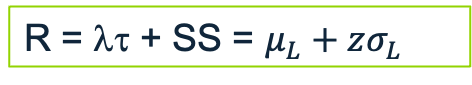 R = λτ + SS = 𝜇_𝐿 + 𝑧𝜎_𝐿